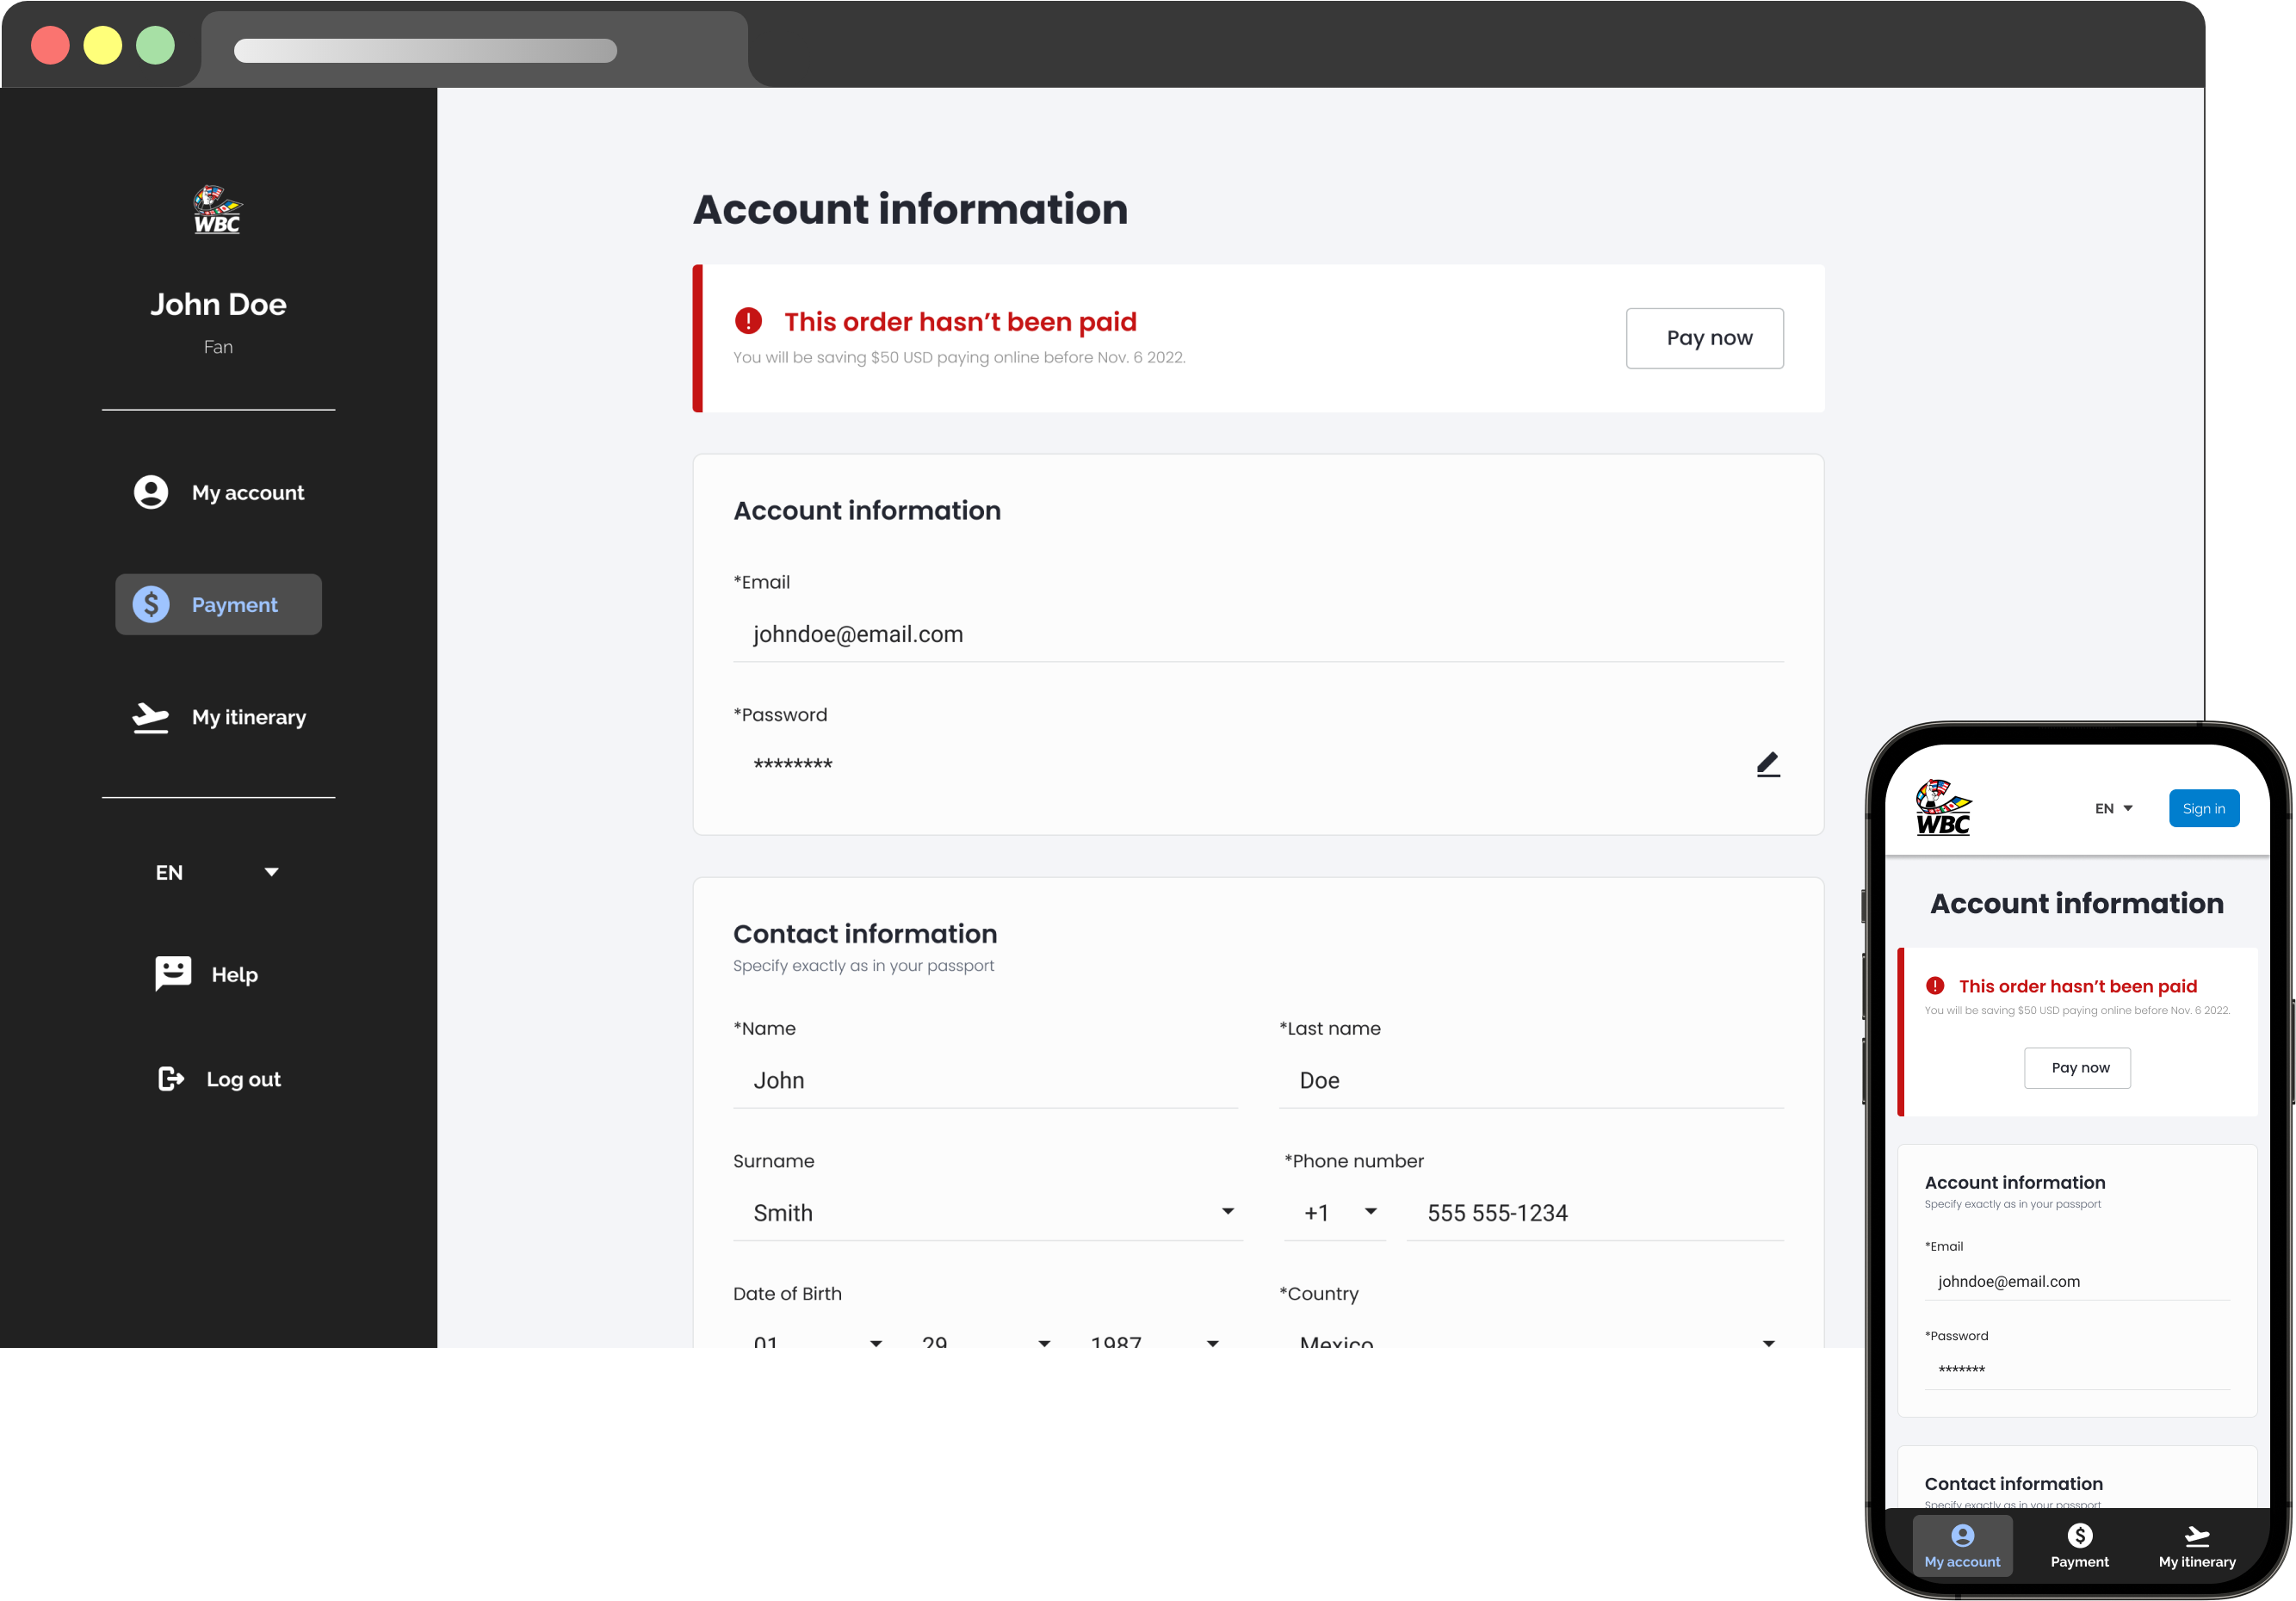 WBC
John Doe
Fan
My account
Payment
My itinerary
EN
Help
Log out
Account information
This order hasn’t been paid
You will be saving $50 USD paying online before Nov. 6 2022.
Pay now
Account information
*Email
johndoe@email.com
*Password
********
Contact information
Specify exactly as in your passport
*Name
John
*Last name
Doe
Surname
Smith
*Phone number
+1 555 555-1234
Date of Birth
01 29 1987
*Country
Mexico
WBC
EN
Sign in
Account information
This order hasn’t been paid
You will be saving $50 USD paying online before Nov. 6 2022.
Pay now
Account information
Specify exactly as in your passport
*Email
johndoe@email.com
*Password
*******
Contact information
Specify exactly as in your passport
My account
Payment
My itinerary